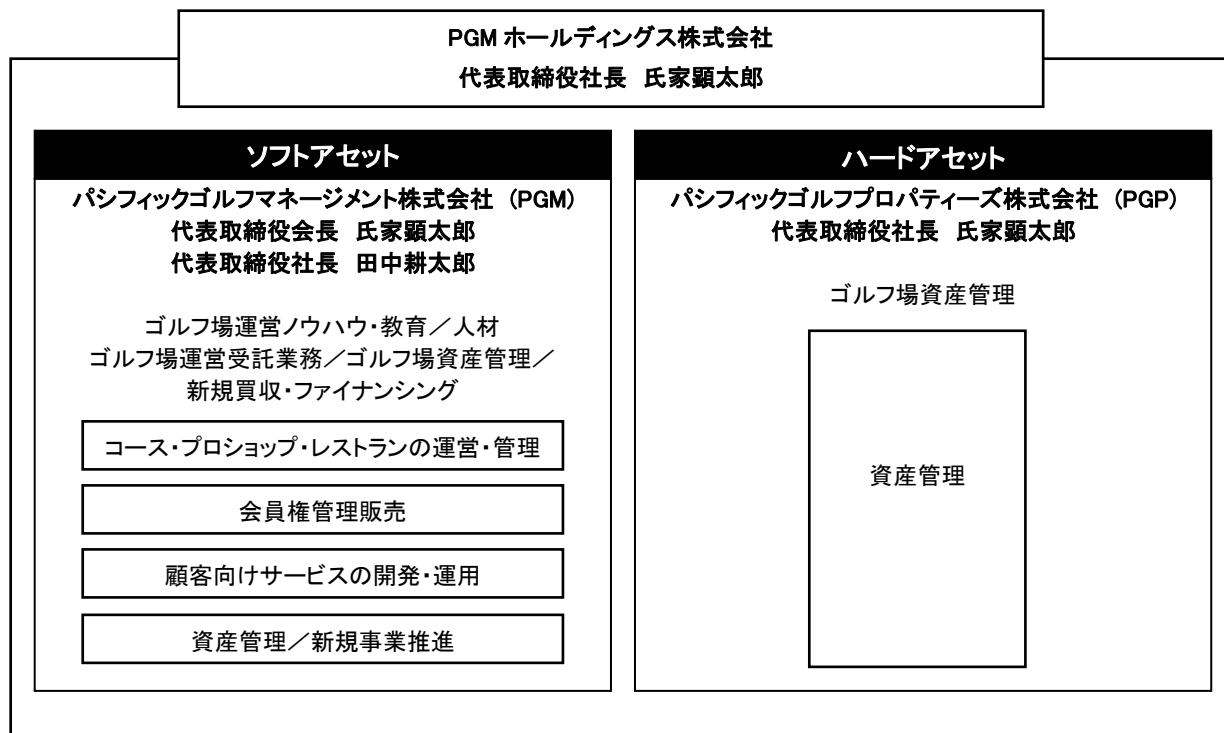 PGM ホールディングス株式会社
代表取締役社長 氏家顕太郎
ソフトアセット
パシフィックゴルフマネージメント株式会社 (PGM)
代表取締役会長 氏家顕太郎
代表取締役社長 田中耕太郎
ゴルフ場運営ノウハウ・教育／人材
ゴルフ場運営受託業務／ゴルフ場資産管理／
新規買収・ファイナンシング
コース・プロショップ・レストランの運営・管理
会員権管理販売
顧客向けサービスの開発・運用
資産管理／新規事業推進
ハードアセット
パシフィックゴルフプロパティーズ株式会社 (PGP)
代表取締役社長 氏家顕太郎
ゴルフ場資産管理
資産管理